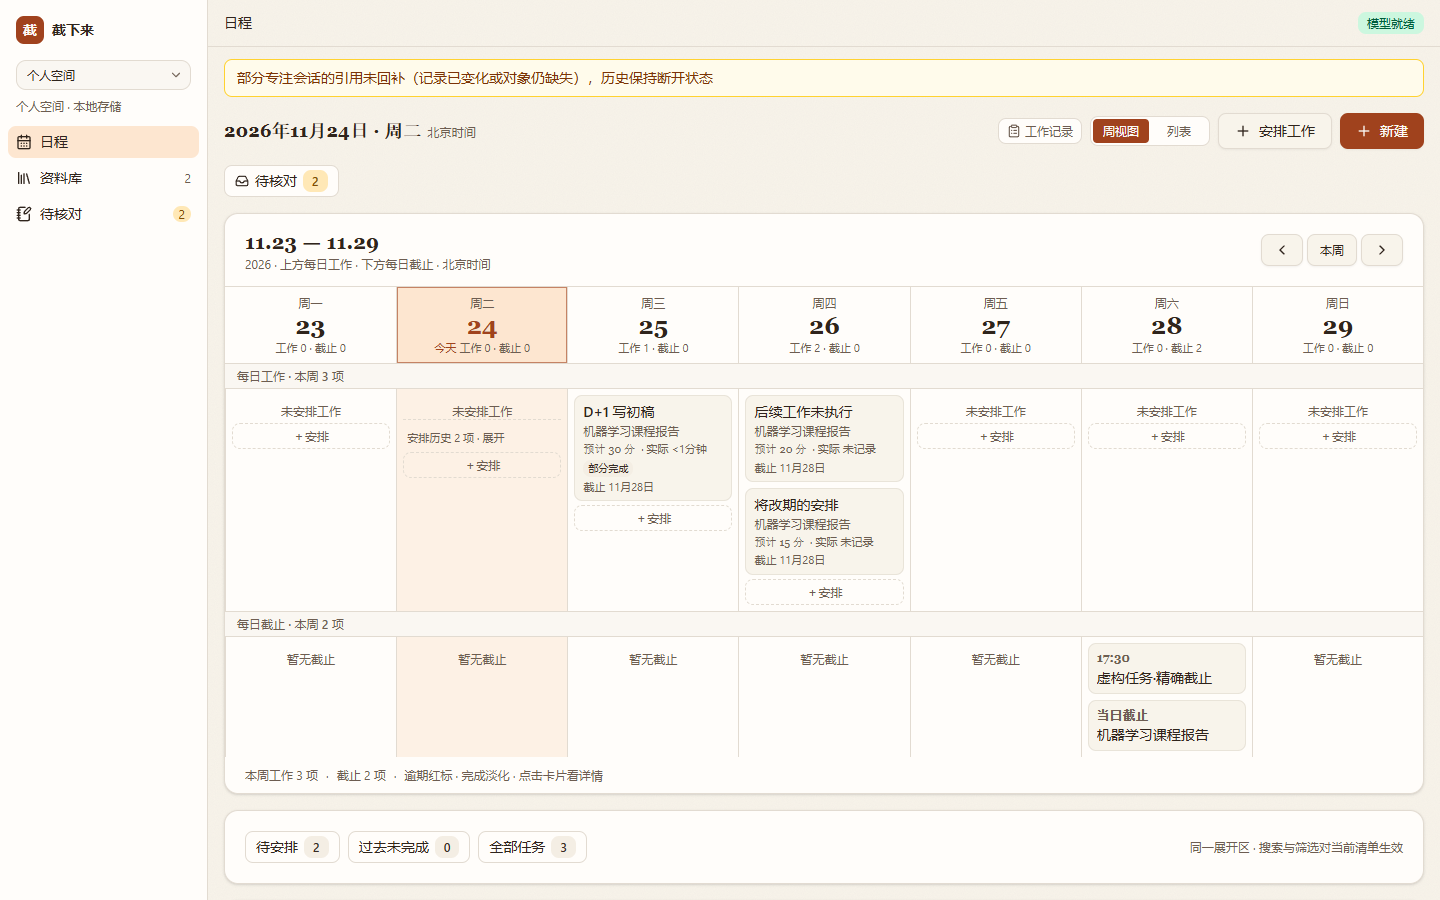 截 截下来
个人空间
个人空间 · 本地存储
日程
资料库 2
待核对 2
日程
模型就绪
部分专注会话的引用未回补（记录已变化或对象仍缺失），历史保持断开状态
2026年11月24日 · 周二 北京时间
工作记录
周视图 列表
+ 安排工作
+ 新建
待核对 2
11.23 — 11.29
2026 · 上方每日工作 · 下方每日截止 · 北京时间
本周
周一 周二 周三 周四 周五 周六 周日
23 24 25 26 27 28 29
工作 0 · 截止 0 今天 工作 0 · 截止 0 工作 1 · 截止 0 工作 2 · 截止 0 工作 0 · 截止 0 工作 0 · 截止 2 工作 0 · 截止 0
每日工作 · 本周 3 项
未安排工作
+ 安排
未安排工作
安排历史 2 项 · 展开
+ 安排
D+1 写初稿
机器学习课程报告
预计 30 分 · 实际 <1分钟
部分完成
截止 11月28日
+ 安排
后续工作未执行
机器学习课程报告
预计 20 分 · 实际 未记录
截止 11月28日
将改期的安排
机器学习课程报告
预计 15 分 · 实际 未记录
截止 11月28日
+ 安排
未安排工作
+ 安排
未安排工作
+ 安排
未安排工作
+ 安排
每日截止 · 本周 2 项
暂无截止
暂无截止
暂无截止
暂无截止
暂无截止
17:30
虚构任务·精确截止
当日截止
机器学习课程报告
暂无截止
本周工作 3 项 · 截止 2 项 · 逾期红标 · 完成淡化 · 点击卡片看详情
待安排 2
过去未完成 0
全部任务 3
同一展开区 · 搜索与筛选对当前清单生效